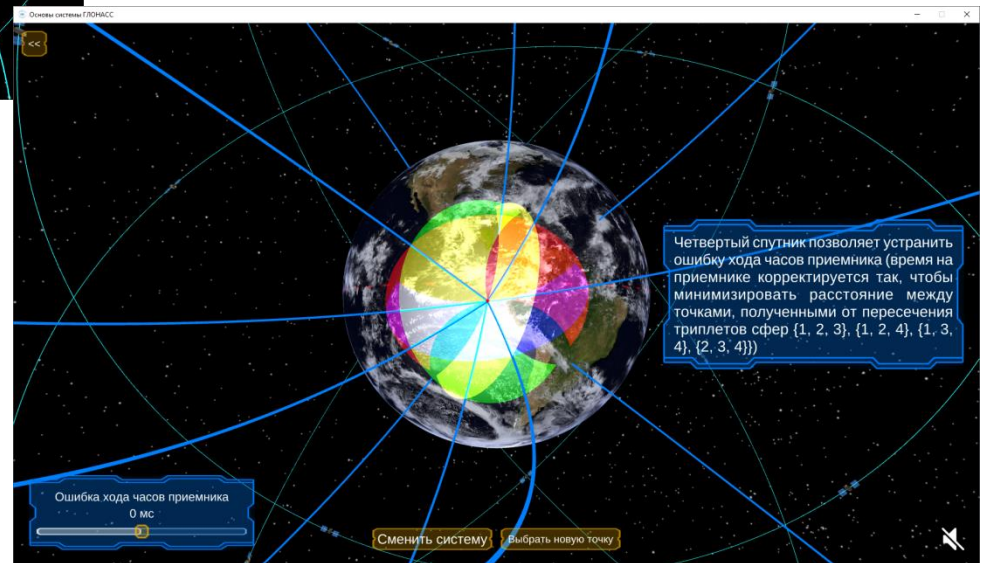 Основы системы ГЛОНАСС
<<
Четвертый спутник позволяет устранить
ошибку хода часов приемника (время на
приемнике корректируется так, чтобы
минимизировать расстояние между
точками, полученными от пересечения
триплетов сфер {1, 2, 3}, {1, 2, 4}, {1, 3,
4}, {2, 3, 4}})
Ошибка хода часов приемника
0 мс
Сменить систему
Выбрать новую точку